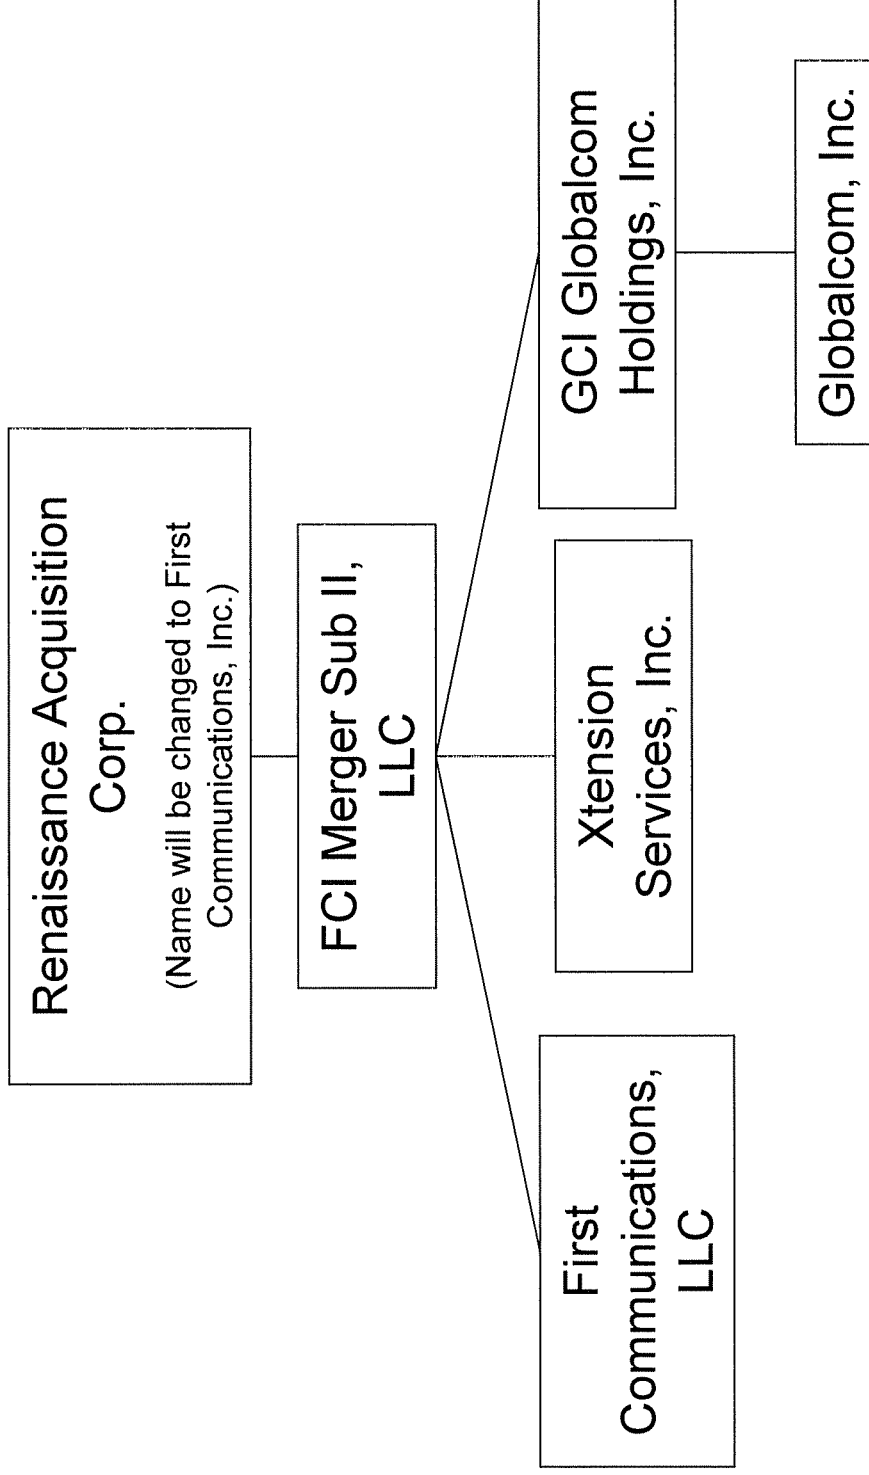 Renaissance Acquisition
Corp.
(Name will be changed to First
Communications, Inc.)
FCI Merger Sub II,
LLC
First
Communications,
LLC
Xtension
Services, Inc.
GCI Globalcom
Holdings, Inc.
Globalcom, Inc.